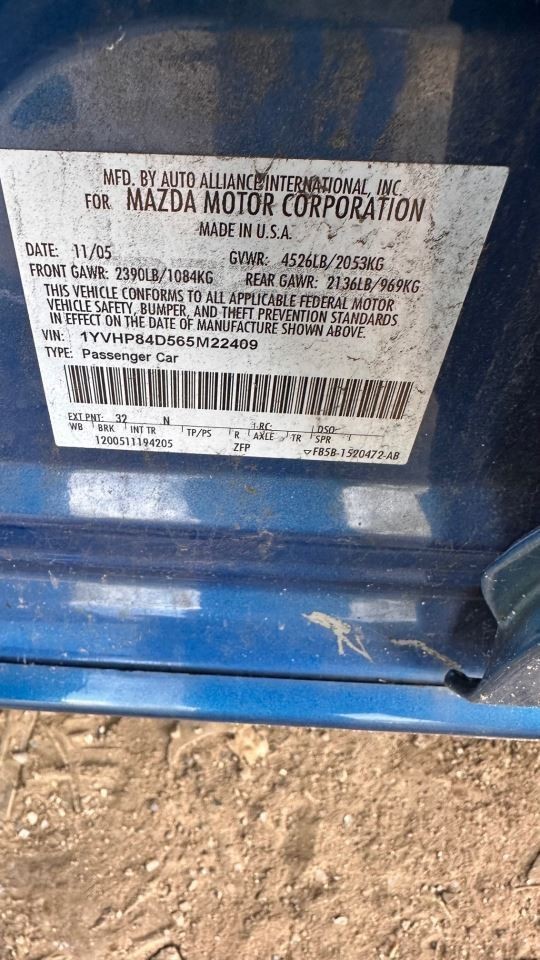 MFD. BY AUTO ALLIANCE INTERNATIONAL, INC.
FOR MAZDA MOTOR CORPORATION
MADE IN U.S.A.
DATE: 11/05 GVWR: 4526LB/2053KG
FRONT GAWR: 2390LB/1084KG REAR GAWR: 2136LB/969KG
THIS VEHICLE CONFORMS TO ALL APPLICABLE FEDERAL MOTOR
VEHICLE SAFETY, BUMPER, AND THEFT PREVENTION STANDARDS
IN EFFECT ON THE DATE OF MANUFACTURE SHOWN ABOVE.
VIN: 1YVHP84D565M22409
TYPE: Passenger Car
EXT PNT: 32 N RC: DSO:
WB BRK INT TR TP/PS R AXLE TR SPR
1200511194205 ZFP ▽FB5B-1520472-AB